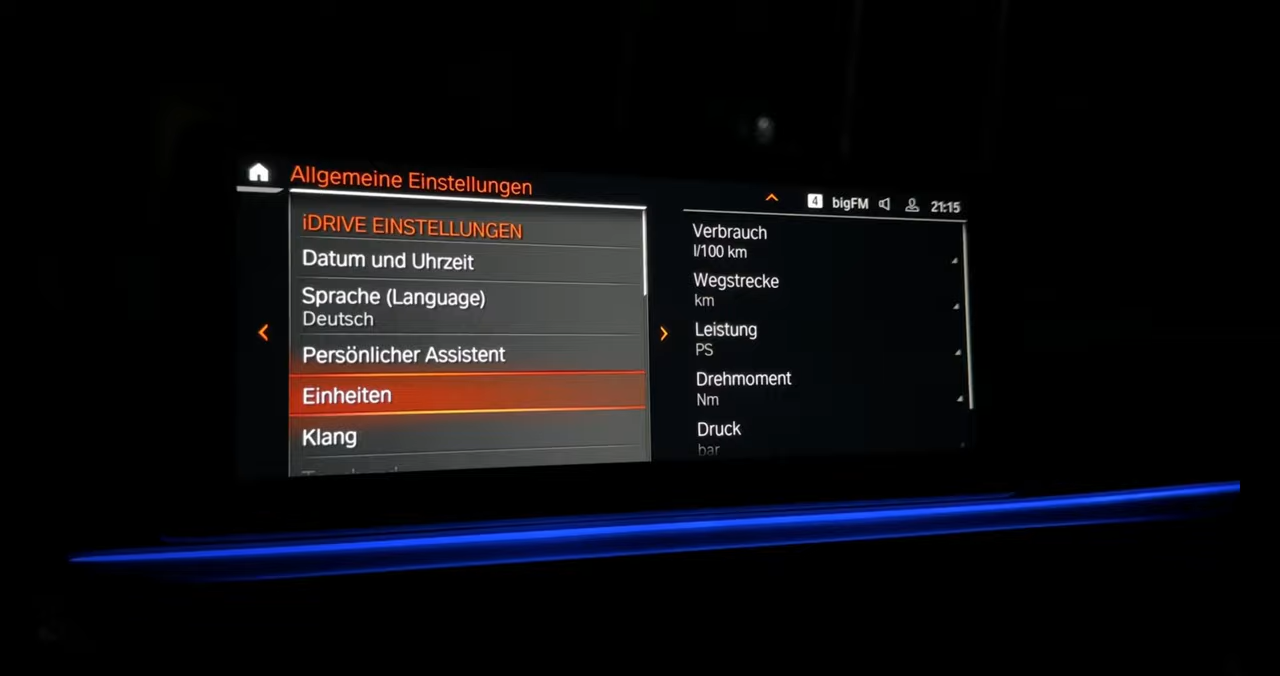 Allgemeine Einstellungen
4 bigFM 21:15
iDRIVE EINSTELLUNGEN
Datum und Uhrzeit
Sprache (Language)
Deutsch
Persönlicher Assistent
Einheiten
Klang
Verbrauch
l/100 km
Wegstrecke
km
Leistung
PS
Drehmoment
Nm
Druck
bar